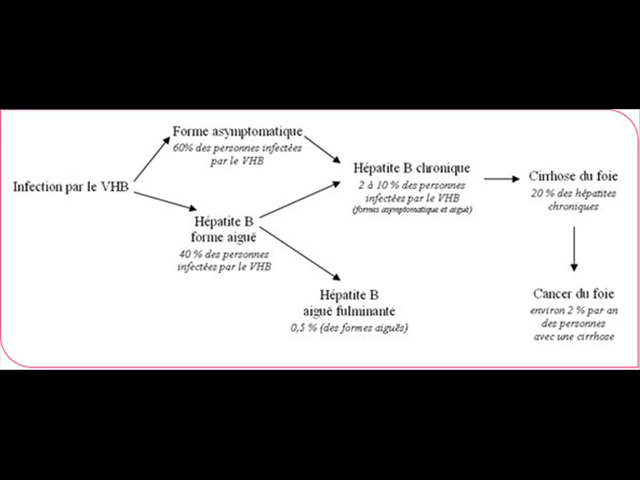 Forme asymptomatique
60% des personnes infectées
par le VHB
Infection par le VHB
Hépatite B
forme aiguë
40 % des personnes
infectées par le VHB
Hépatite B chronique
2 à 10 % des personnes
infectées par le VHB
(formes asymptomatique et aiguë)
Hépatite B
aiguë fulminante
0,5 % (des formes aiguës)
Cirrhose du foie
20 % des hépatites
chroniques
Cancer du foie
environ 2 % par an
des personnes
avec une cirrhose